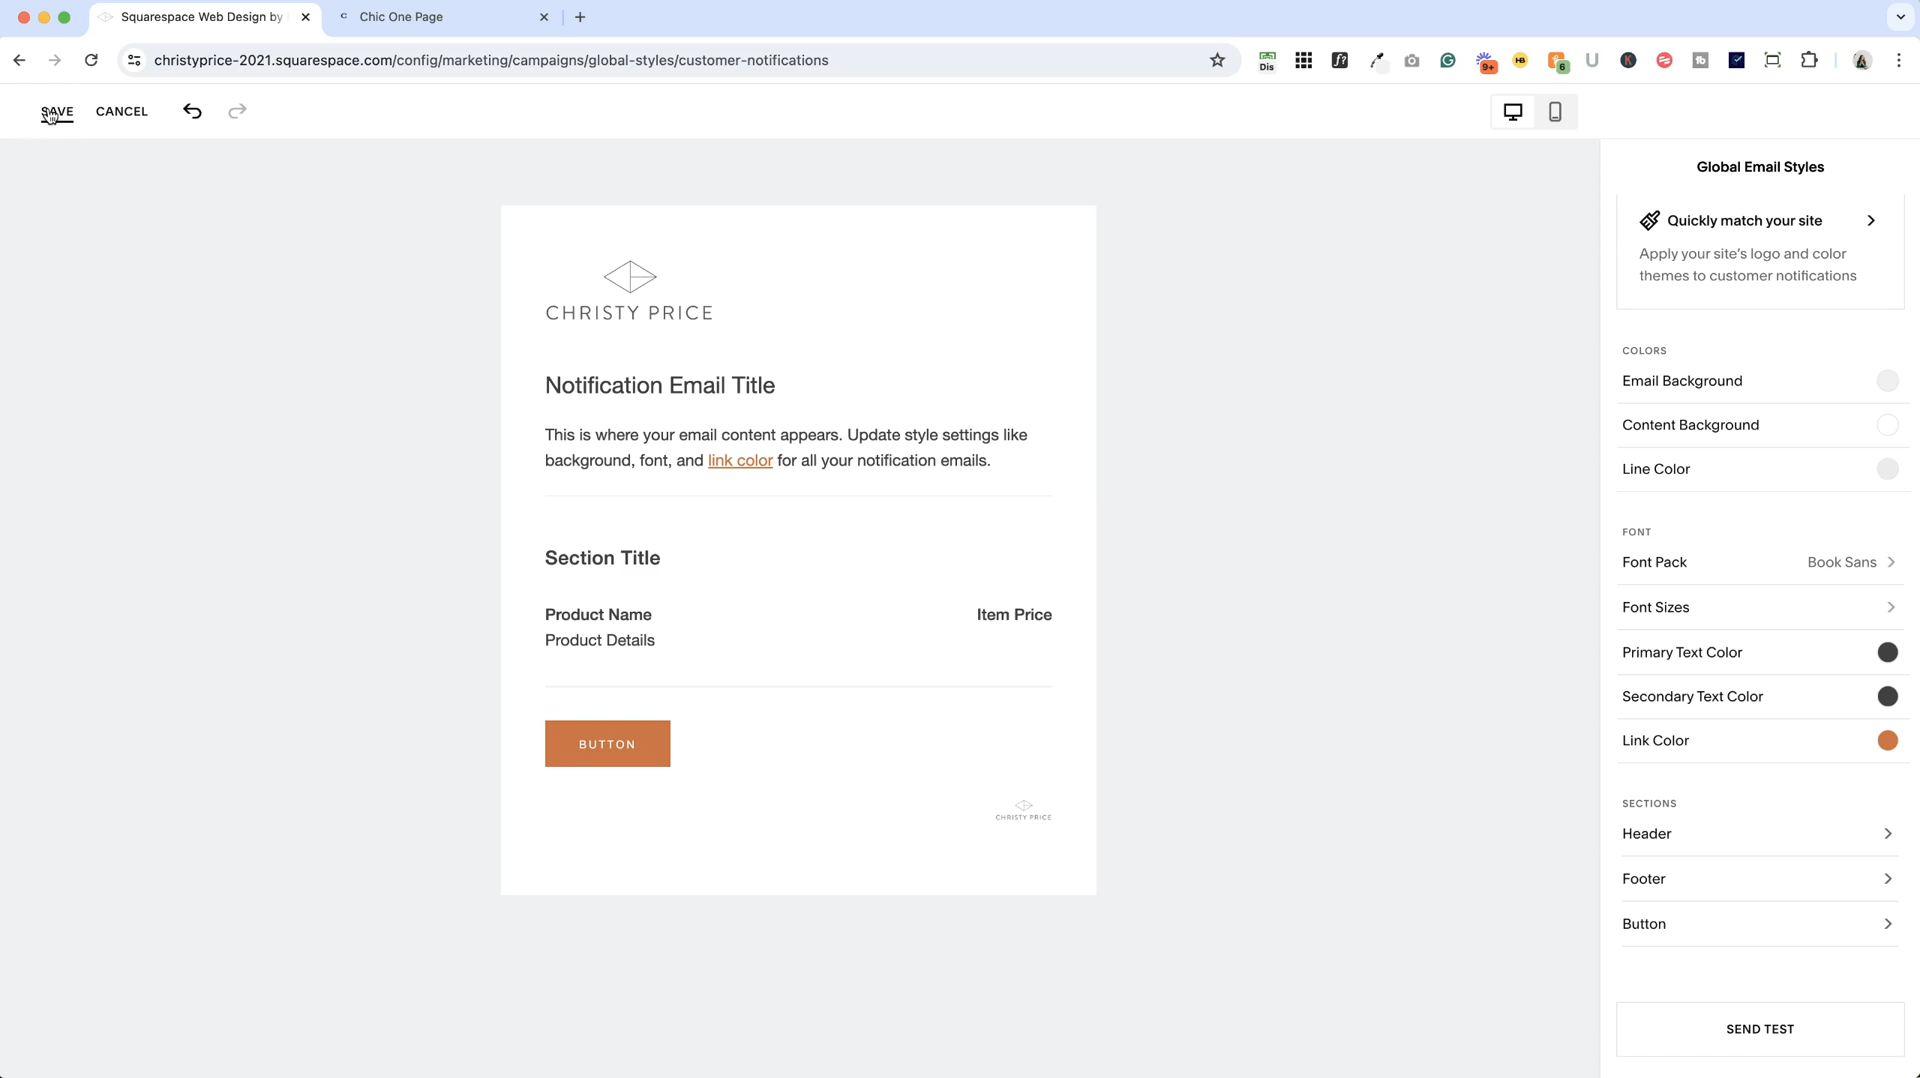 Squarespace Web Design by
Chic One Page
christyprice-2021.squarespace.com/config/marketing/campaigns/global-styles/customer-notifications
Dis
9+
HB
6
SAVE
CANCEL
Global Email Styles
Quickly match your site
Apply your site's logo and color
themes to customer notifications
CHRISTY PRICE
Notification Email Title
This is where your email content appears. Update style settings like
background, font, and link color for all your notification emails.
Section Title
Product Name
Item Price
Product Details
BUTTON
CHRISTY PRICE
COLORS
Email Background
Content Background
Line Color
FONT
Font Pack
Book Sans
Font Sizes
Primary Text Color
Secondary Text Color
Link Color
SECTIONS
Header
Footer
Button
SEND TEST